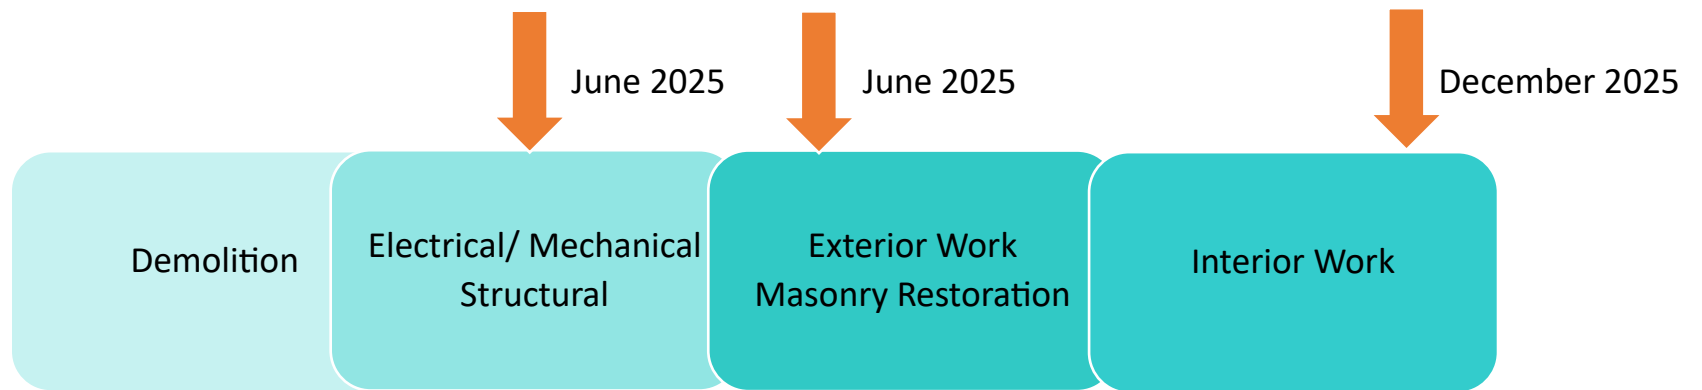 June 2025
June 2025
December 2025
Demolition
Electrical/ Mechanical
Structural
Exterior Work
Masonry Restoration
Interior Work